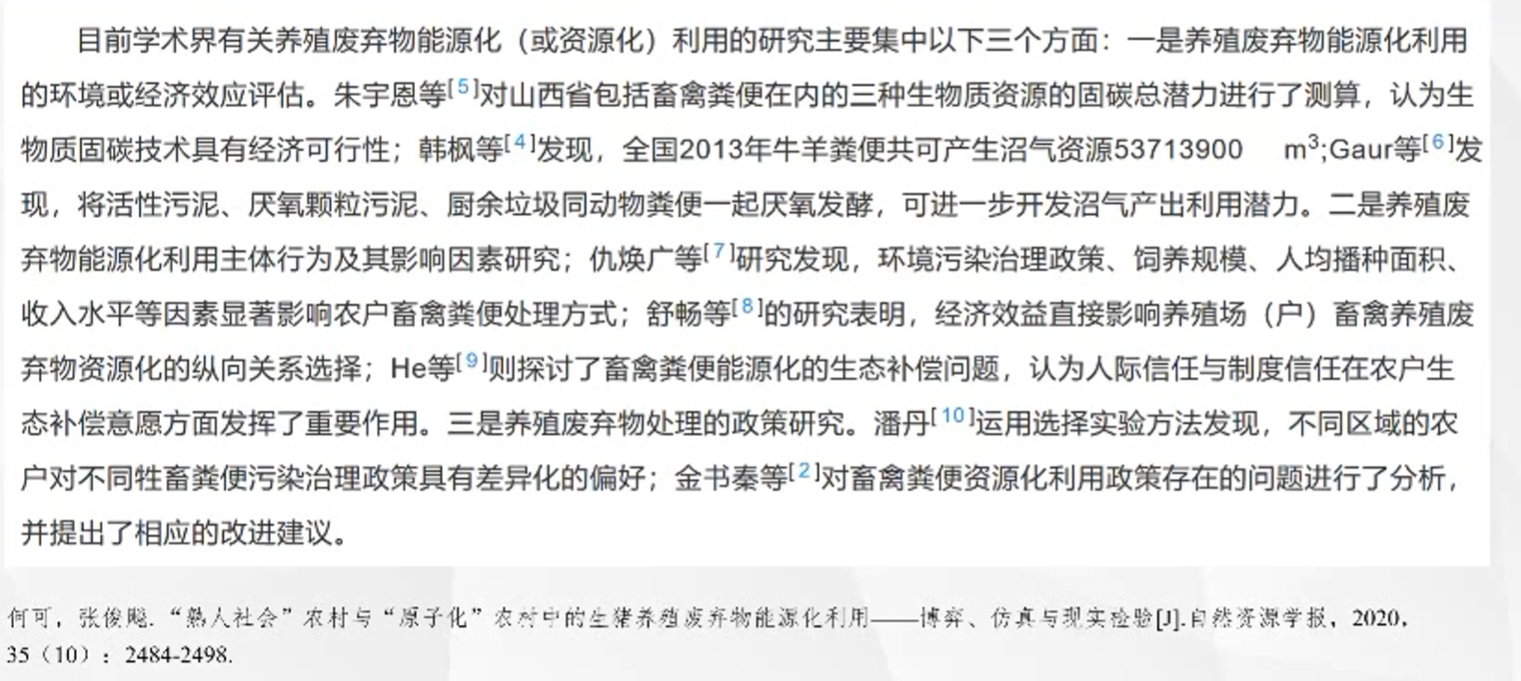 目前学术界有关养殖废弃物能源化（或资源化）利用的研究主要集中以下三个方面：一是养殖废弃物能源化利用
的环境或经济效应评估。朱宇恩等[5]对山西省包括畜禽粪便在内的三种生物质资源的固碳总潜力进行了测算，认为生
物质固碳技术具有经济可行性；韩枫等[4]发现，全国2013年牛羊粪便共可产生沼气资源53713900 m³;Gaur等[6]发
现，将活性污泥、厌氧颗粒污泥、厨余垃圾同动物粪便一起厌氧发酵，可进一步开发沼气产出利用潜力。二是养殖废
弃物能源化利用主体行为及其影响因素研究；仇焕广等[7]研究发现，环境污染治理政策、饲养规模、人均播种面积、
收入水平等因素显著影响农户畜禽粪便处理方式；舒畅等[8]的研究表明，经济效益直接影响养殖场（户）畜禽养殖废
弃物资源化的纵向关系选择；He等[9]则探讨了畜禽粪便能源化的生态补偿问题，认为人际信任与制度信任在农户生
态补偿意愿方面发挥了重要作用。三是养殖废弃物处理的政策研究。潘丹[10]运用选择实验方法发现，不同区域的农
户对不同牲畜粪便污染治理政策具有差异化的偏好；金书秦等[2]对畜禽粪便资源化利用政策存在的问题进行了分析，
并提出了相应的改进建议。
何可，张俊飚.“熟人社会”农村与“原子化”农村中的生猪养殖废弃物能源化利用——博弈、仿真与现实检验[J].自然资源学报，2020，
35（10）：2484-2498.